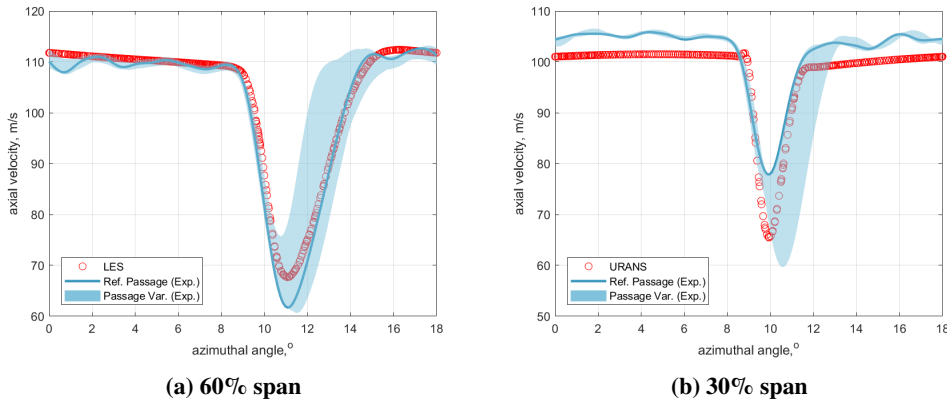 120
110
100
90
80
70
60
axial velocity, m/s
LES
Ref. Passage (Exp.)
Passage Var. (Exp.)
0 2 4 6 8 10 12 14 16 18
azimuthal angle,°
(a) 60% span
110
100
90
80
70
60
50
axial velocity, m/s
URANS
Ref. Passage (Exp.)
Passage Var. (Exp.)
0 2 4 6 8 10 12 14 16 18
azimuthal angle,°
(b) 30% span